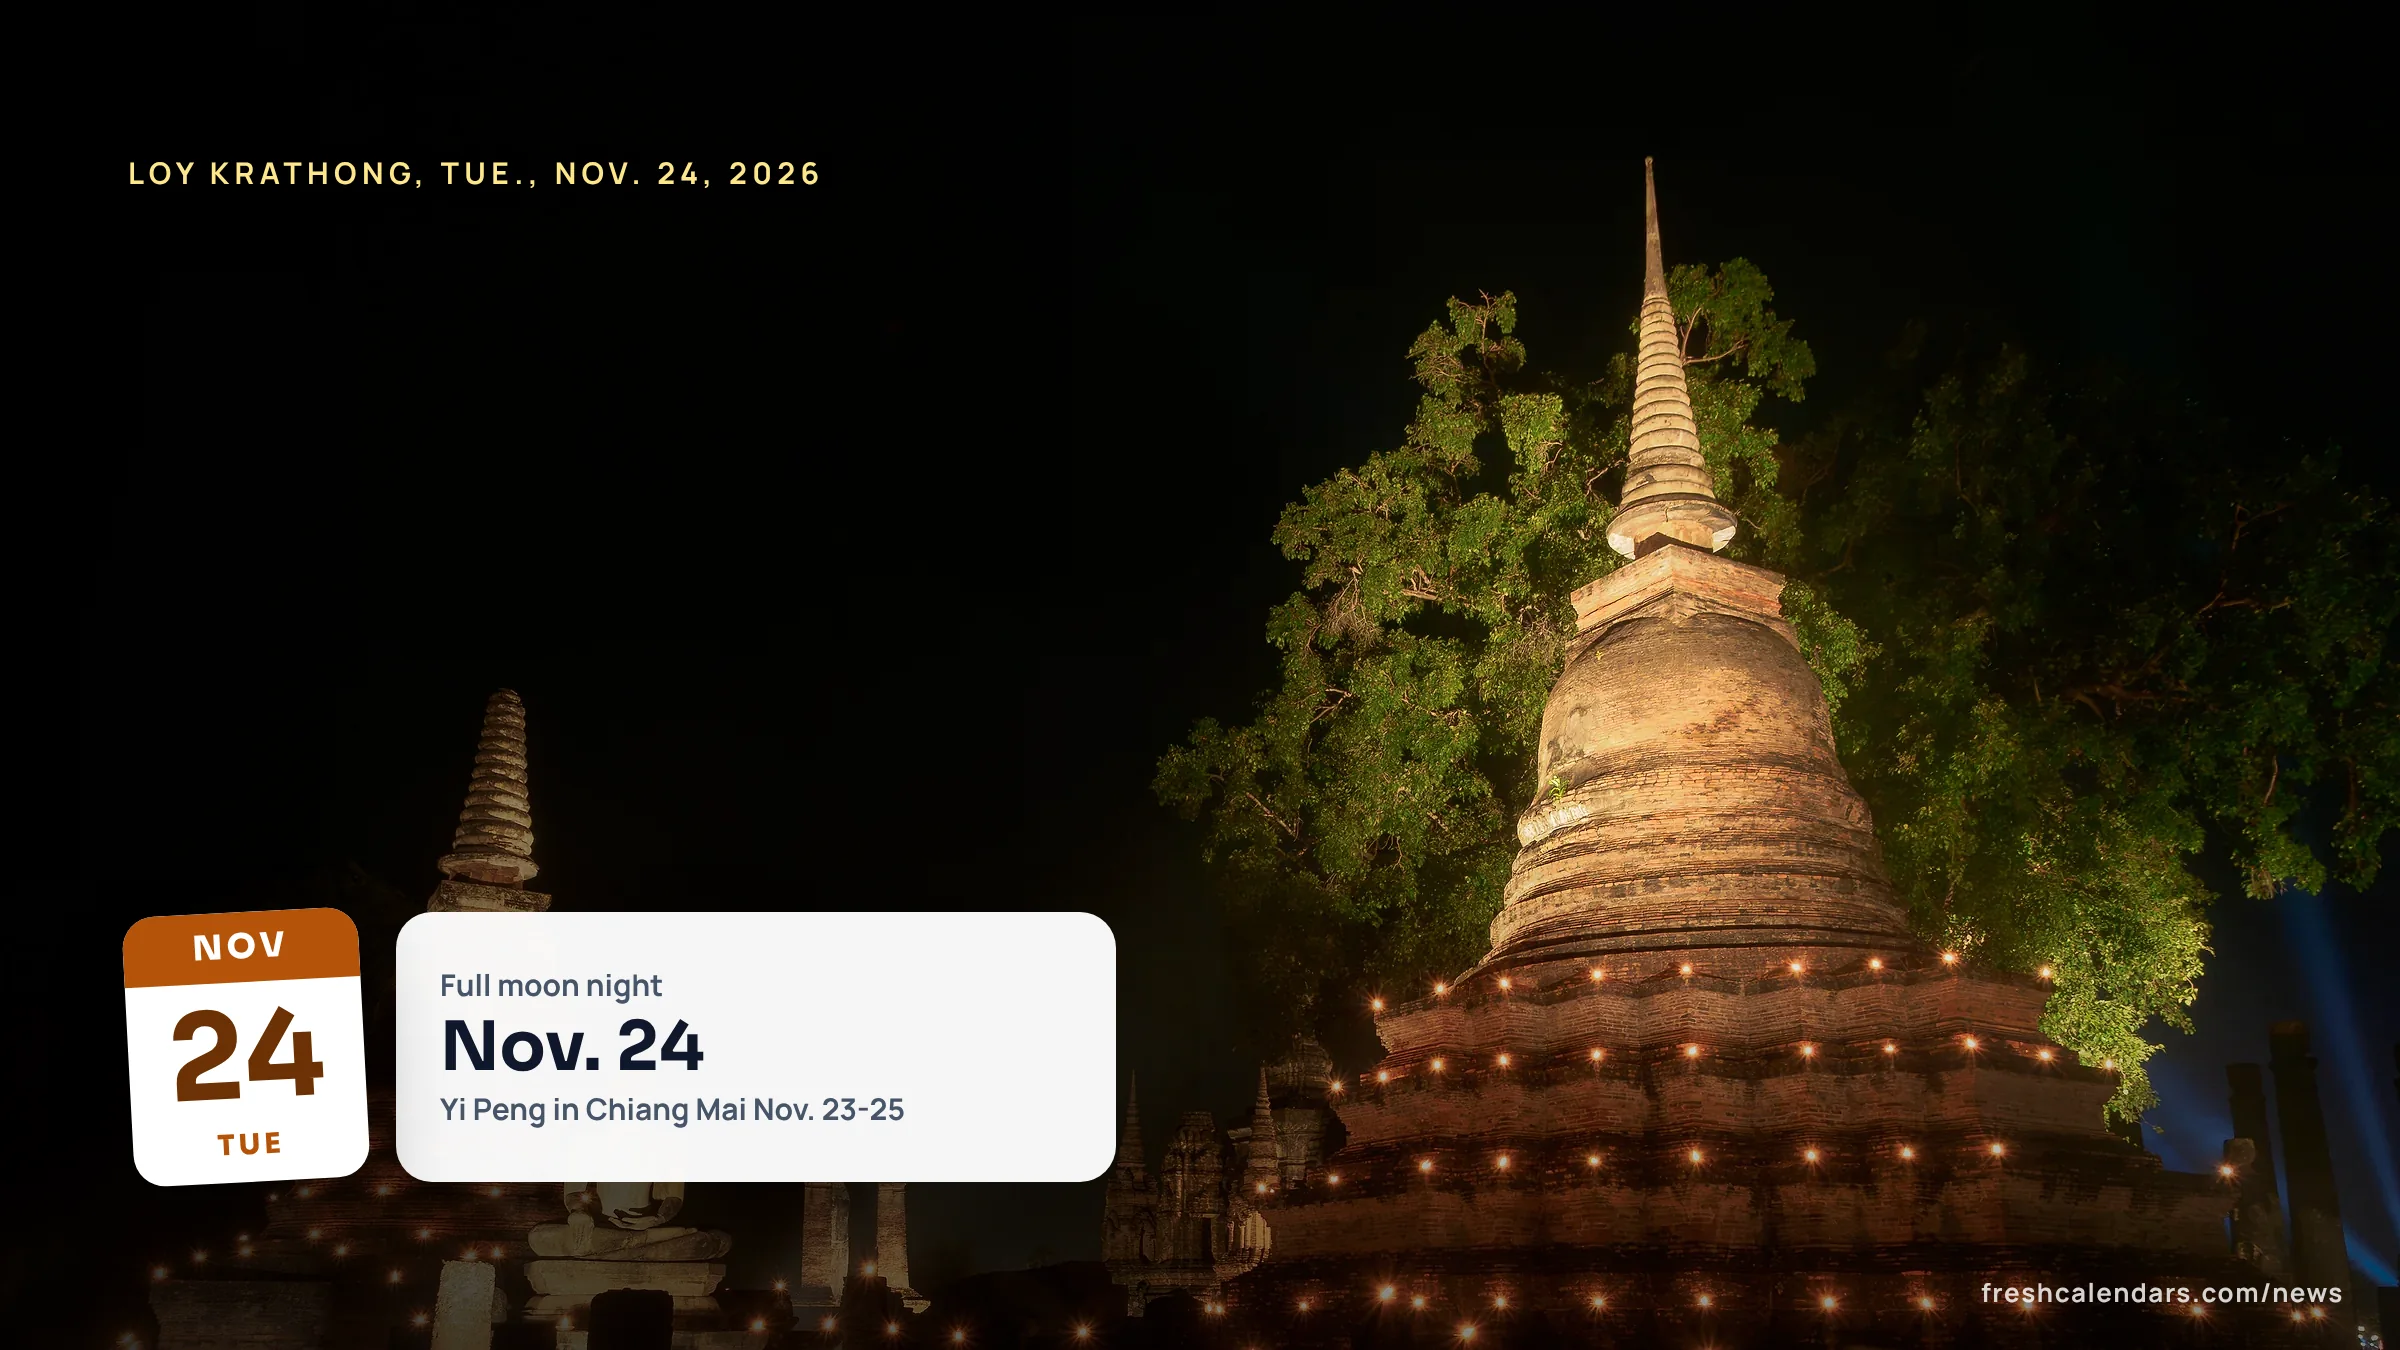 LOY KRATHONG, TUE., NOV. 24, 2026
NOV
24
TUE
Full moon night
Nov. 24
Yi Peng in Chiang Mai Nov. 23-25
freshcalendars.com/news